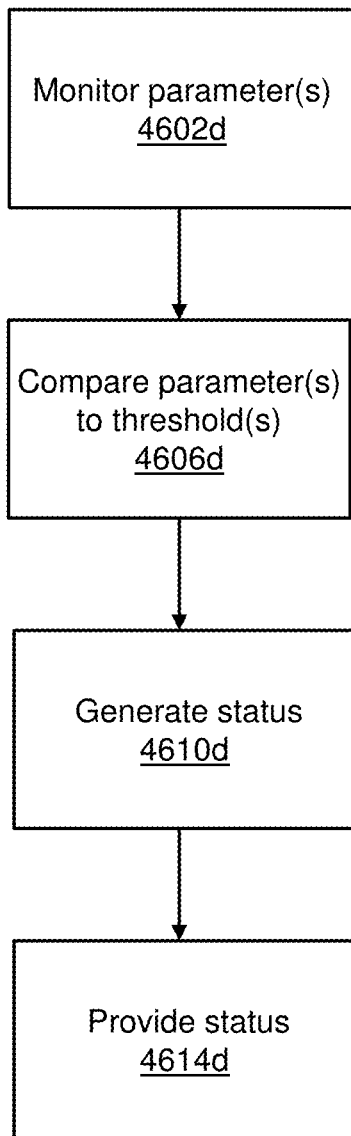 Monitor parameter(s)
4602d
Compare parameter(s)
to threshold(s)
4606d
Generate status
4610d
Provide status
4614d